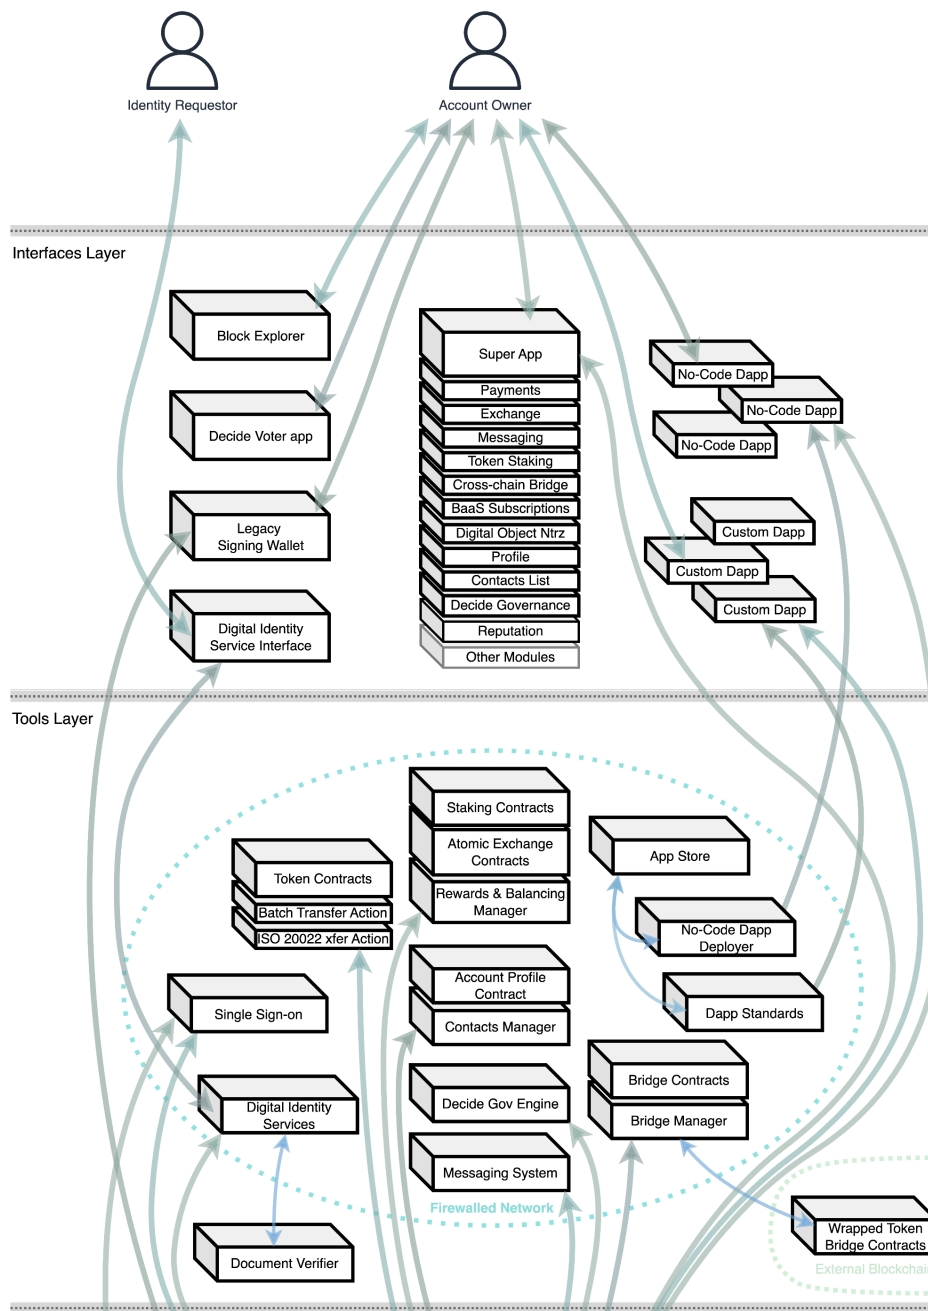 Identity Requestor
Account Owner
Interfaces Layer
Block Explorer
Decide Voter app
Legacy
Signing Wallet
Digital Identity
Service Interface
Super App
Payments
Exchange
Messaging
Token Staking
Cross-chain Bridge
BaaS Subscriptions
Digital Object Ntrz
Profile
Contacts List
Decide Governance
Reputation
Other Modules
No-Code Dapp
No-Code Dapp
No-Code Dapp
Custom Dapp
Custom Dapp
Custom Dapp
Tools Layer
Staking Contracts
Atomic Exchange
Contracts
Rewards & Balancing
Manager
Token Contracts
Batch Transfer Action
ISO 20022 xfer Action
App Store
No-Code Dapp
Deployer
Dapp Standards
Account Profile
Contract
Contacts Manager
Single Sign-on
Digital Identity
Services
Decide Gov Engine
Messaging System
Bridge Contracts
Bridge Manager
Firewalled Network
Document Verifier
Wrapped Token
Bridge Contracts
External Blockchain